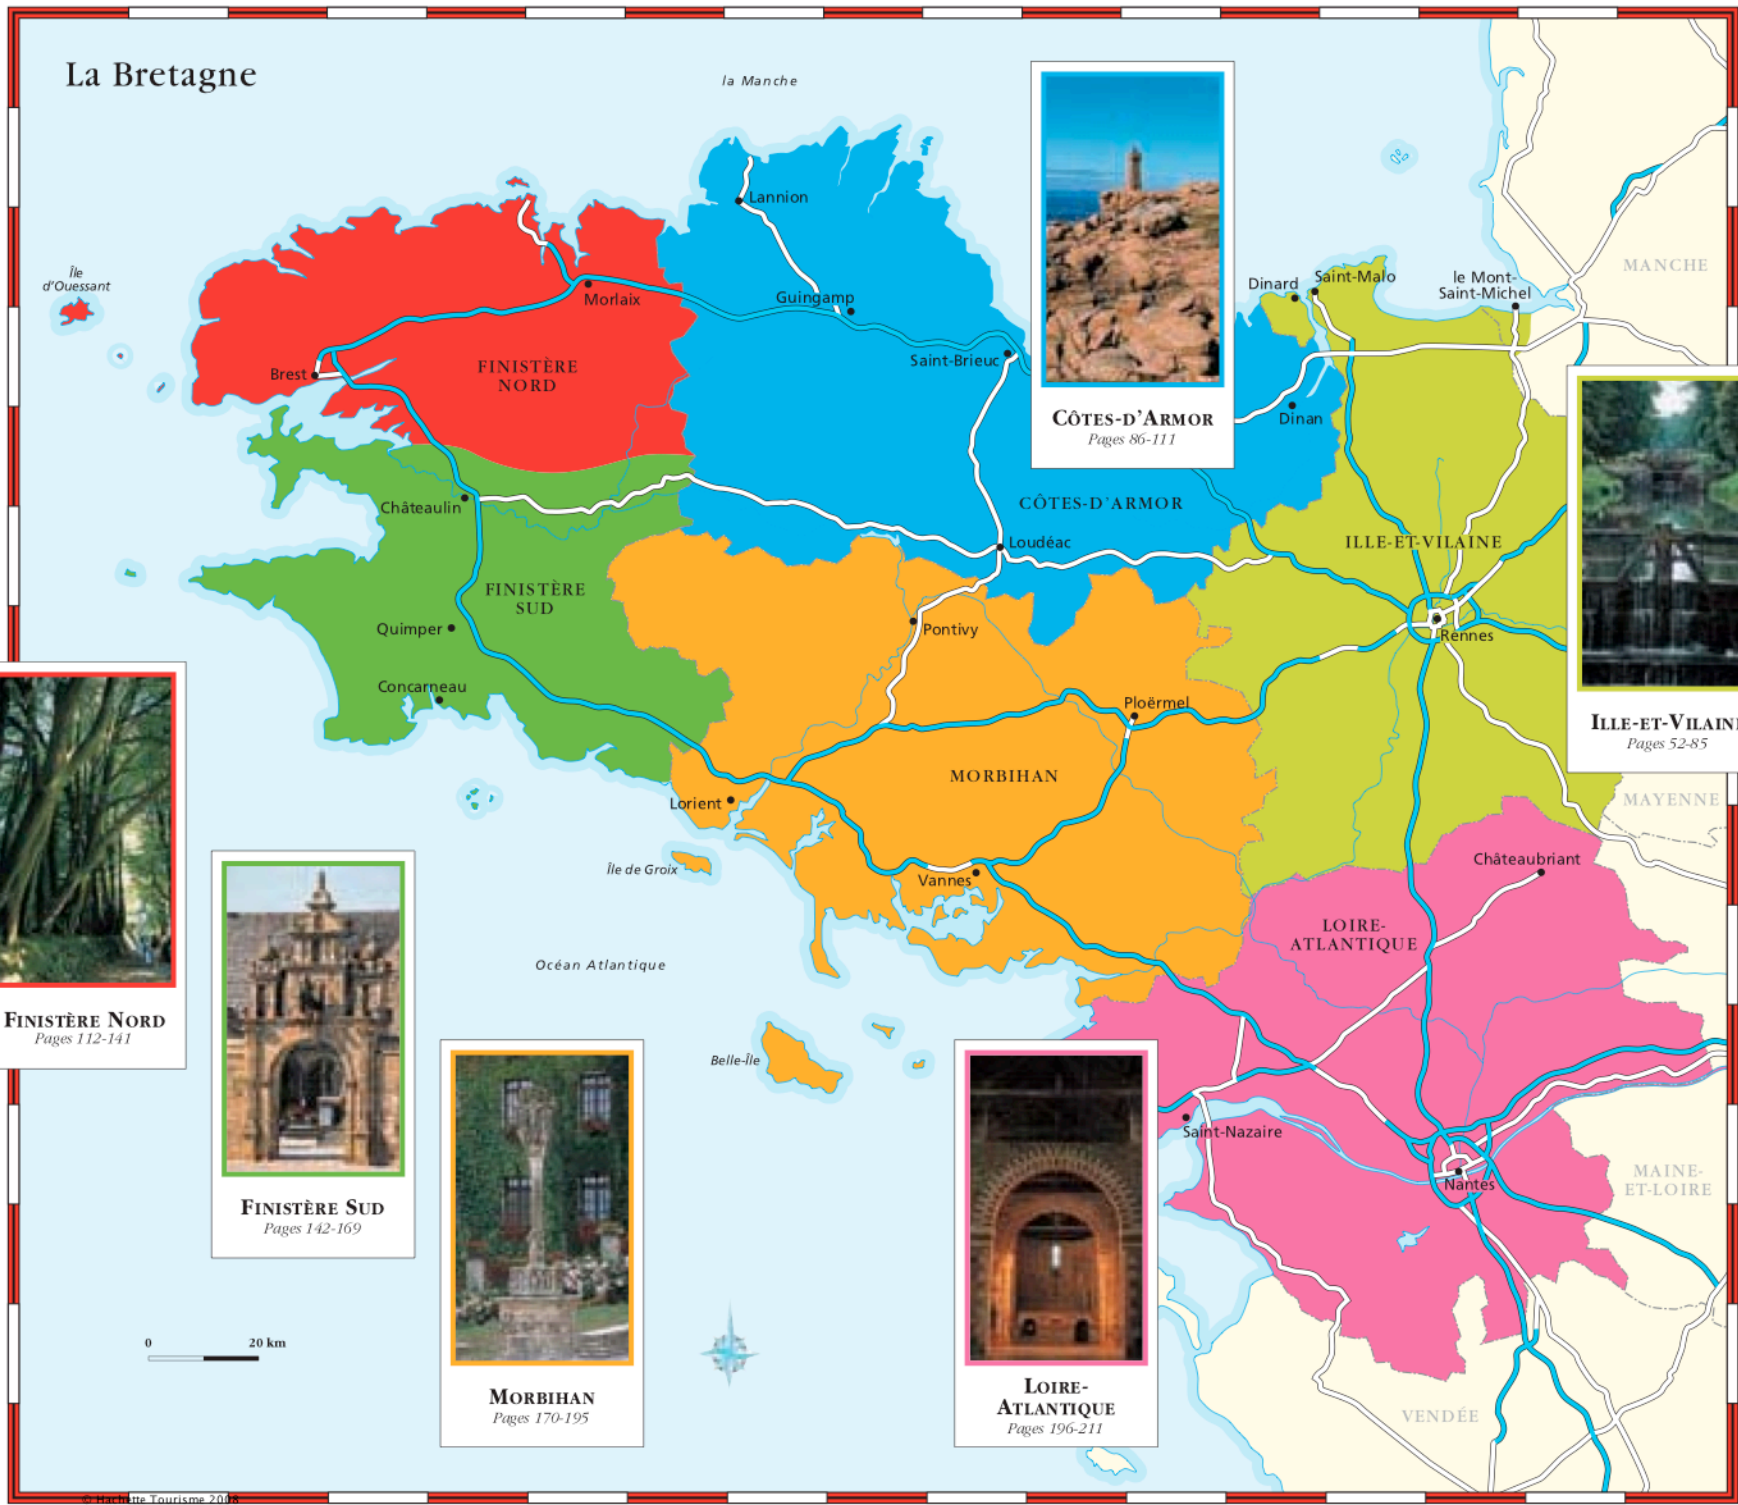 La Bretagne
la Manche
Île
d'Ouessant
Lannion
Guingamp
Morlaix
Brest
FINISTÈRE
NORD
Saint-Brieuc
CÔTES-D'ARMOR
Pages 86-111
Dinard
Saint-Malo
le Mont-
Saint-Michel
MANCHE
Dinan
CÔTES-D'ARMOR
Châteaulin
Loudéac
ILLE-ET-VILAINE
FINISTÈRE
SUD
Quimper
Pontivy
Rennes
Concarneau
Ploërmel
ILLE-ET-VILAINE
Pages 52-85
MORBIHAN
Lorient
MAYENNE
Île de Groix
Vannes
Châteaubriant
LOIRE-
ATLANTIQUE
Océan Atlantique
FINISTÈRE NORD
Pages 112-141
Belle-Île
Saint-Nazaire
Nantes
MAINE-
ET-LOIRE
FINISTÈRE SUD
Pages 142-169
0 20 km
MORBIHAN
Pages 170-195
LOIRE-
ATLANTIQUE
Pages 196-211
VENDÉE
© Hachette Tourisme 2008